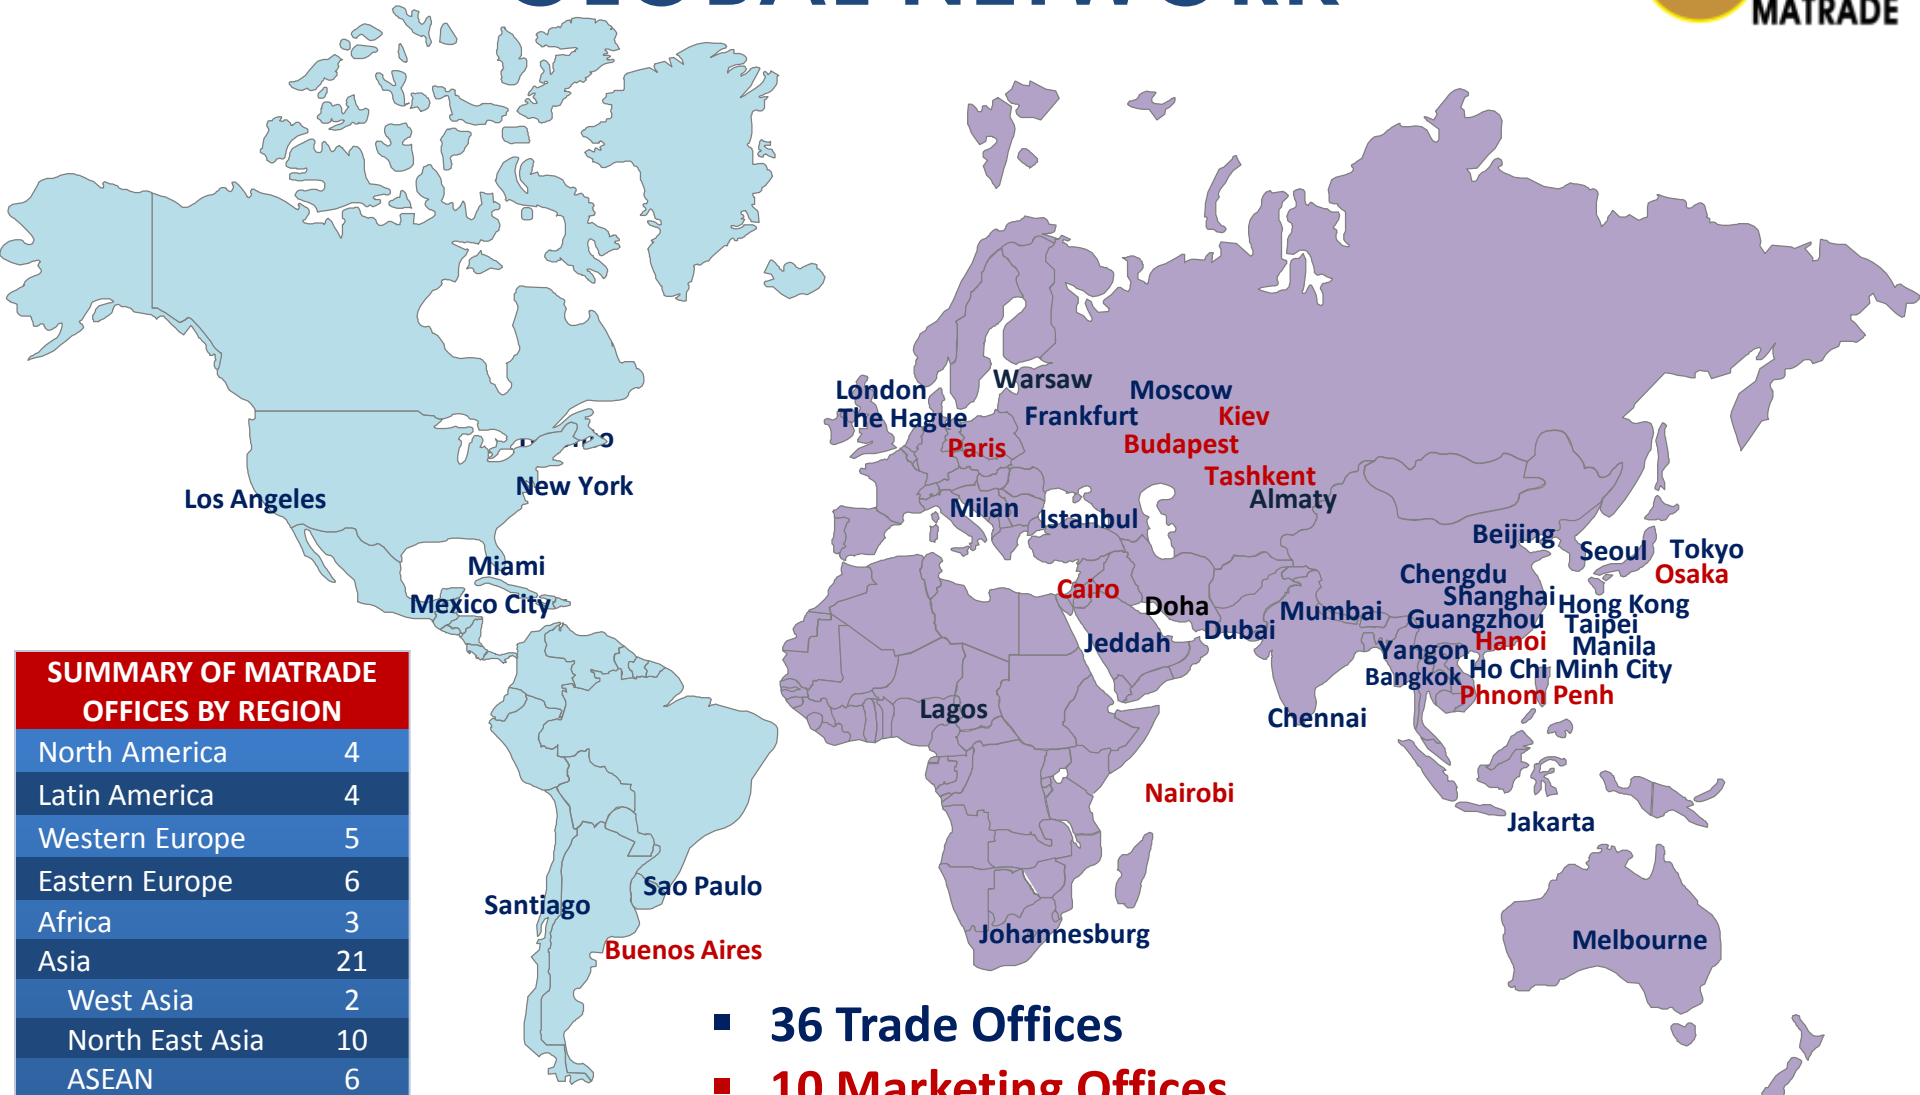 GLOBAL NETWORK
MATRADE
London
Warsaw
Moscow
The Hague
Frankfurt
Kiev
Paris
Budapest
Tashkent
Almaty
New York
Los Angeles
Milan
Istanbul
Beijing
Seoul
Tokyo
Miami
Chengdu
Osaka
Mexico City
Cairo
Doha
Mumbai
Shanghai
Hong Kong
Guangzhou
Taipei
Jeddah
Dubai
Yangon
Hanoi
Manila
Bangkok
Ho Chi Minh City
Phnom Penh
Lagos
Chennai
Nairobi
Jakarta
Santiago
Sao Paulo
Buenos Aires
Johannesburg
Melbourne
SUMMARY OF MATRADE
OFFICES BY REGION
North America 4
Latin America 4
Western Europe 5
Eastern Europe 6
Africa 3
Asia 21
West Asia 2
North East Asia 10
ASEAN 6
▪ 36 Trade Offices
▪ 10 Marketing Offices